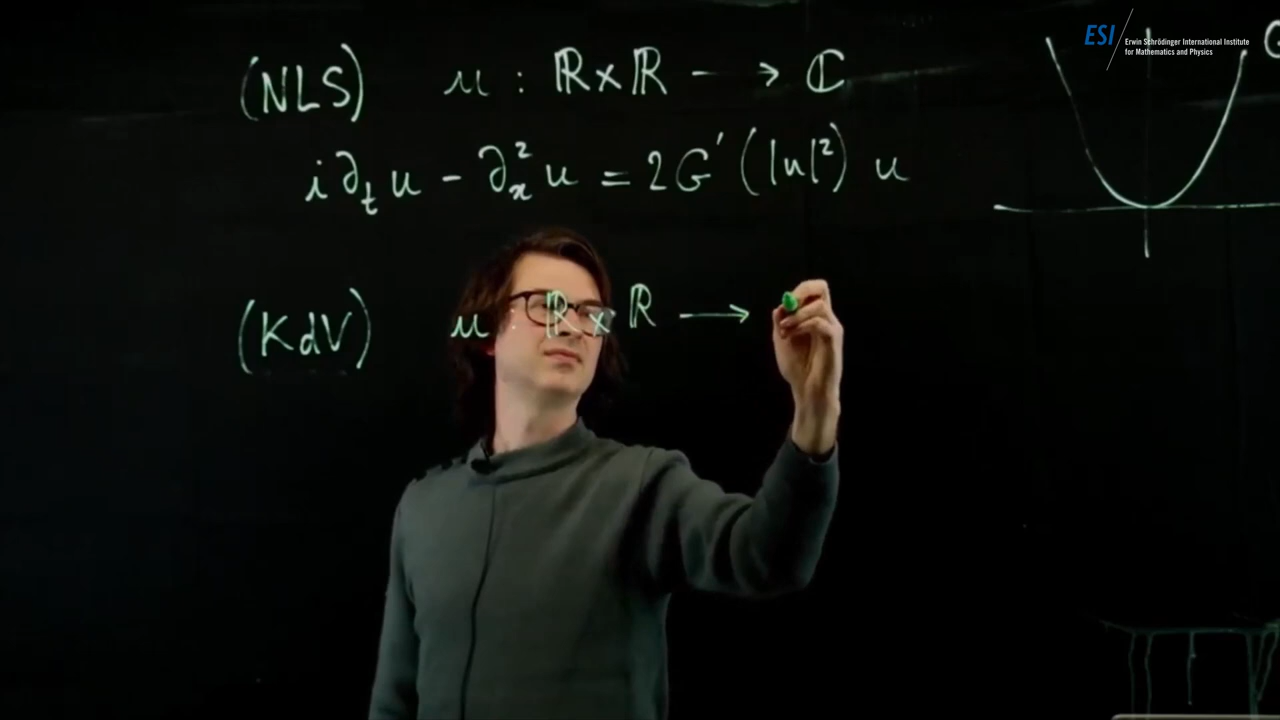 ESI Erwin Schrödinger International Institute
for Mathematics and Physics
(NLS) u : ℝ×ℝ → ℂ
i∂ₜu - ∂ₓ²u = 2G′(|u|²) u
(KdV) u : ℝ×ℝ →